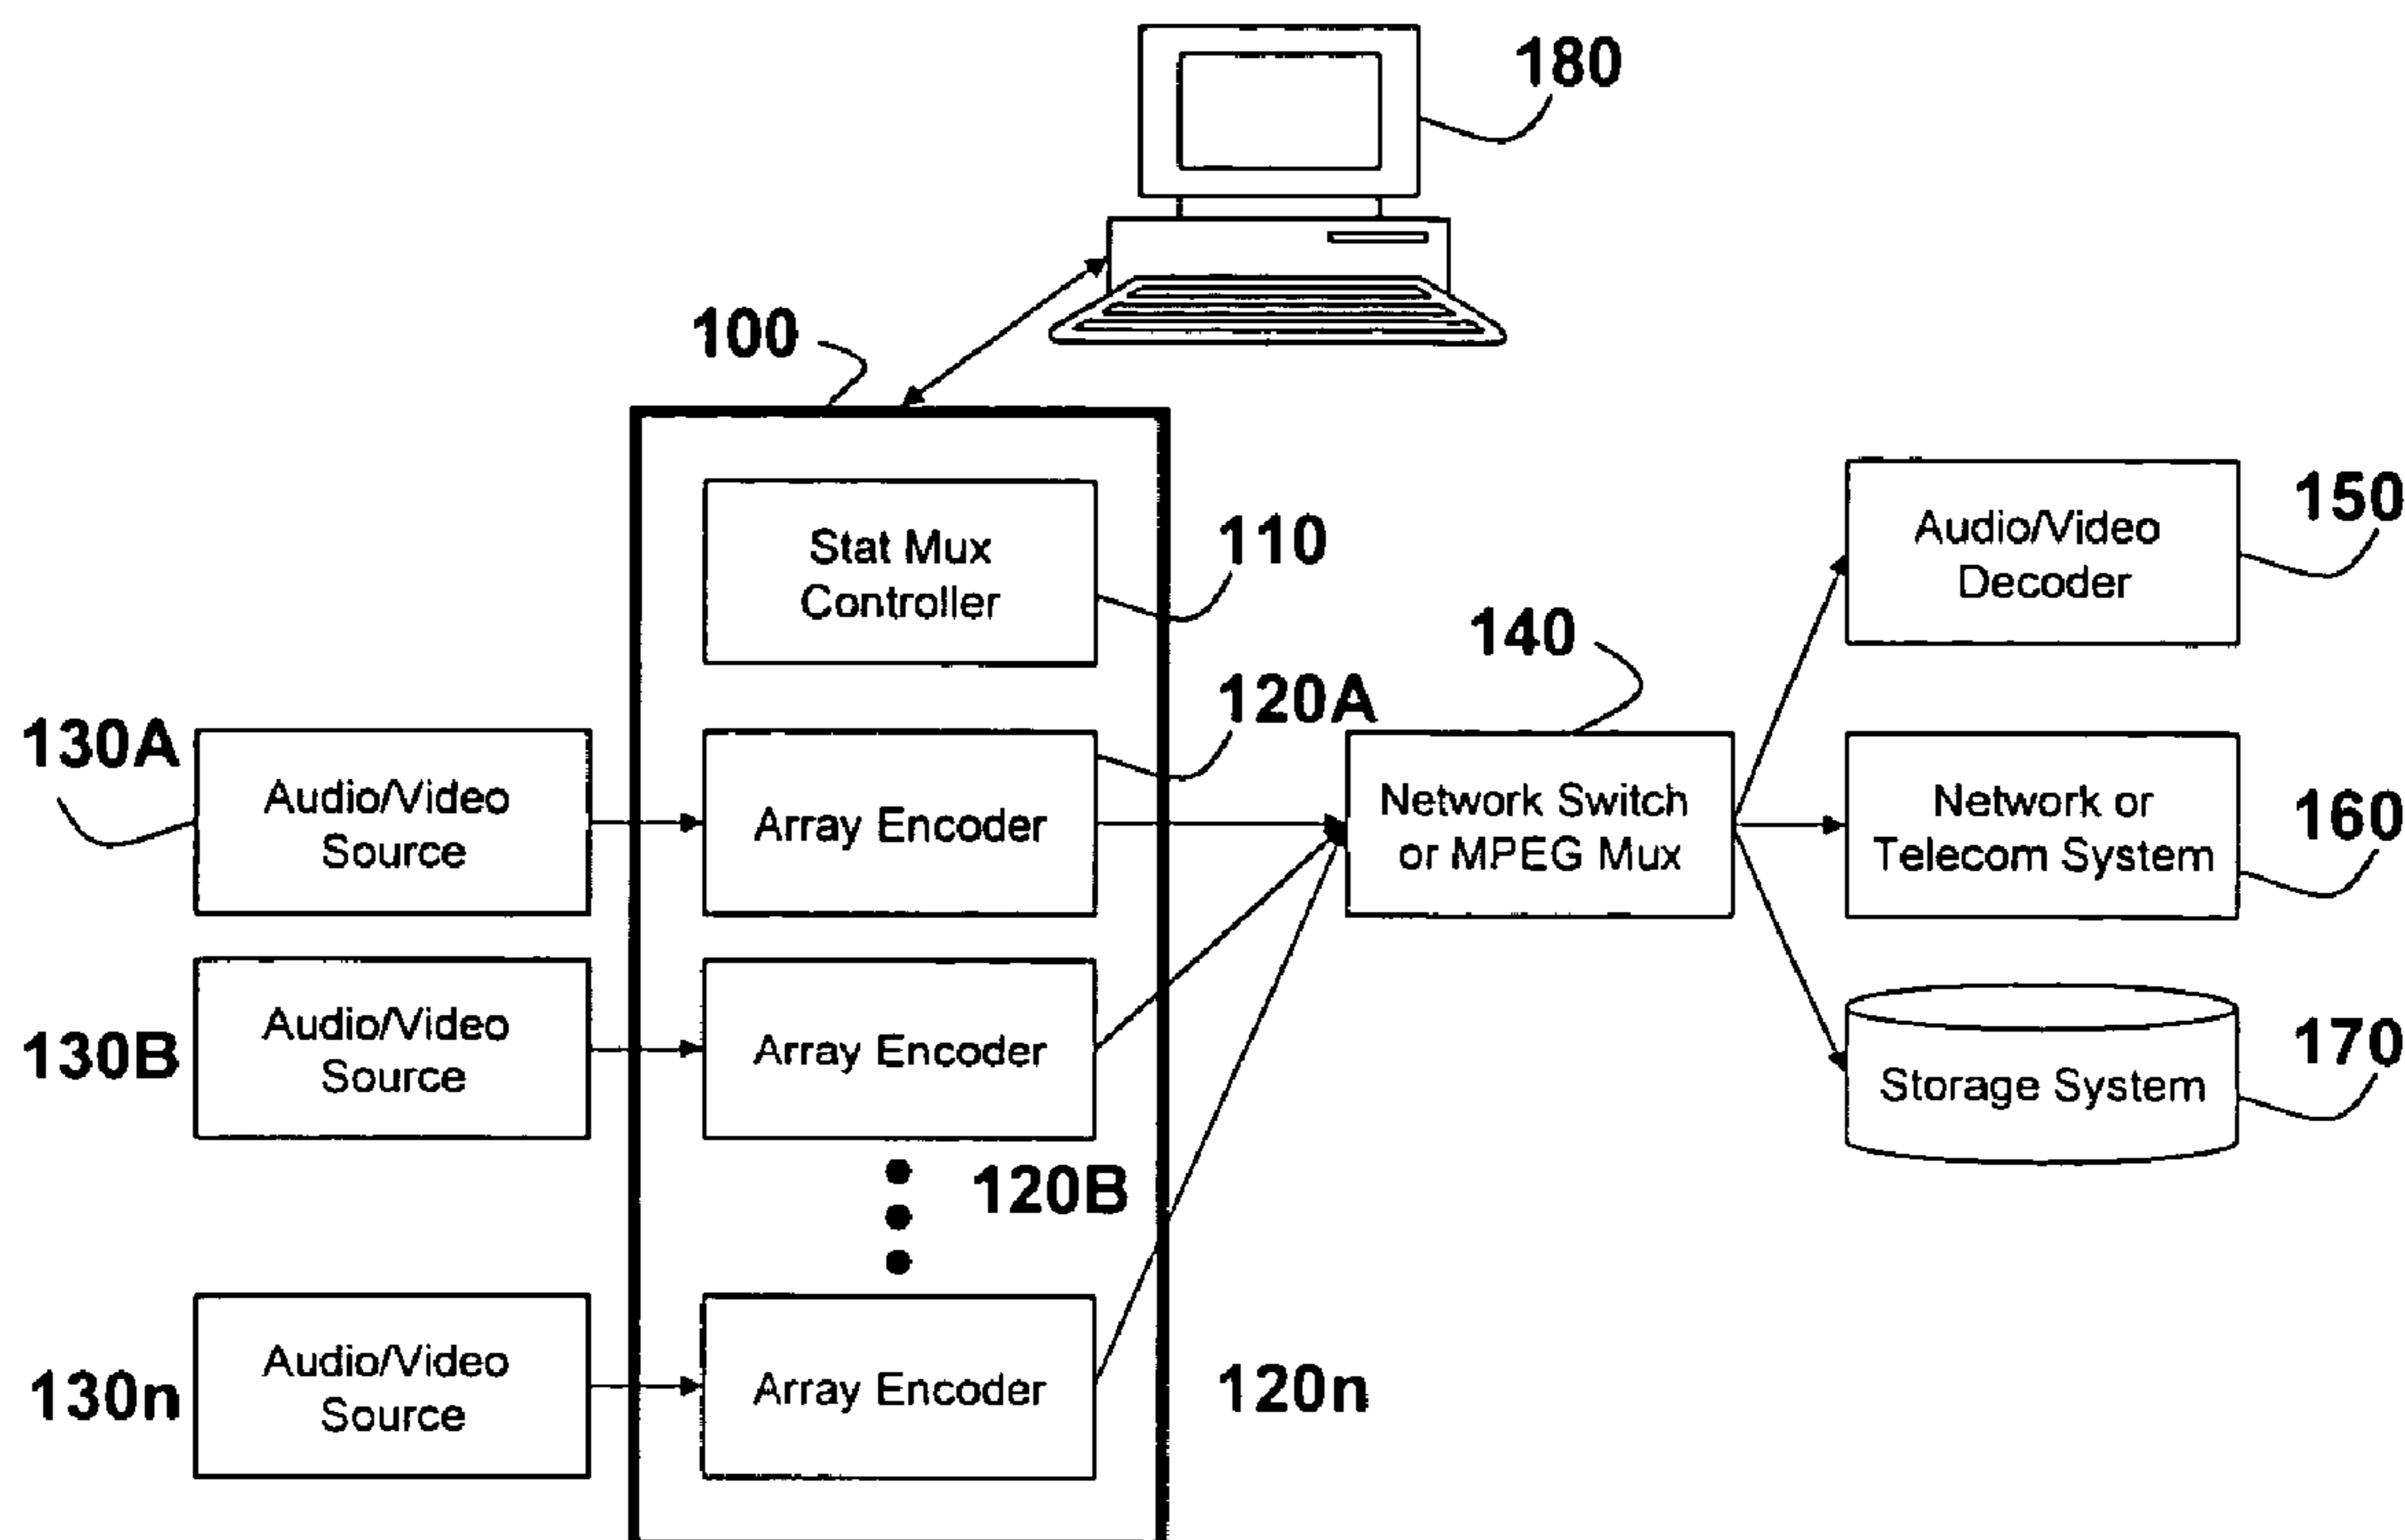 180
100
Stat Mux
Controller
110
Audio/Video
Decoder
150
140
120A
130A
Audio/Video
Source
Array Encoder
Network Switch
or MPEG Mux
Network or
Telecom System
160
130B
Audio/Video
Source
Array Encoder
120B
Storage System
170
130n
Audio/Video
Source
Array Encoder
120n